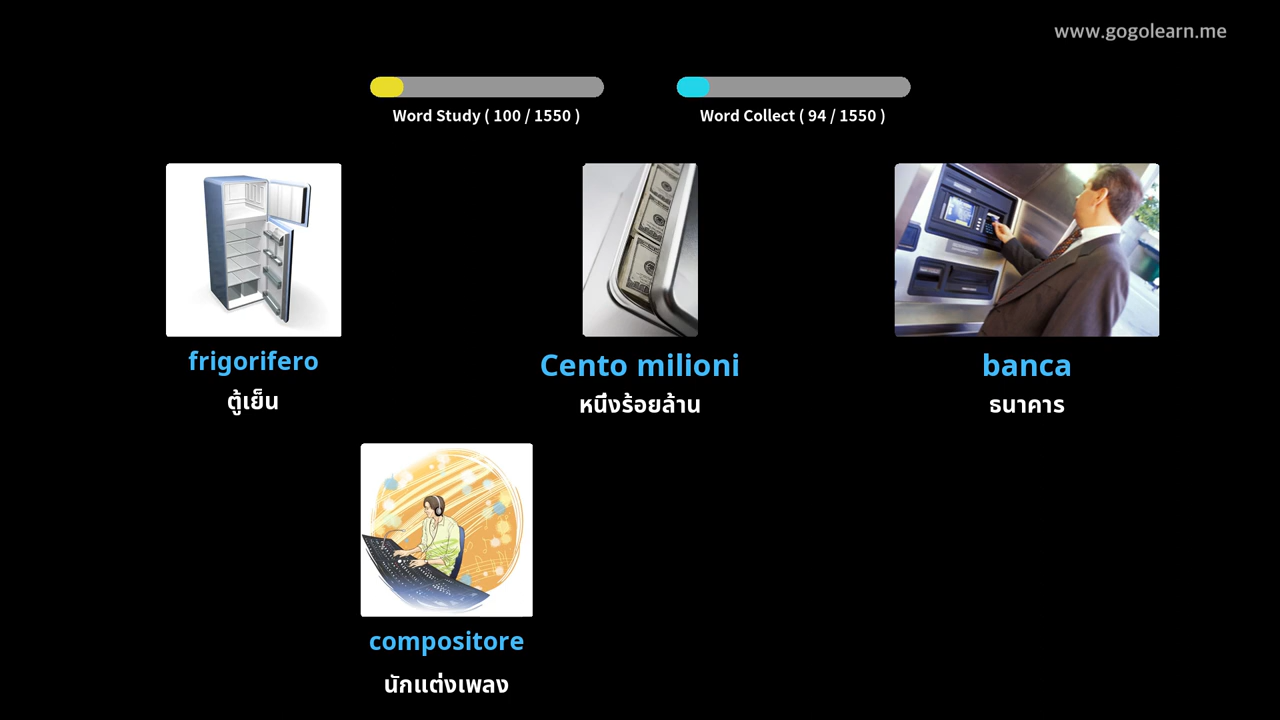 www.gogolearn.me
Word Study ( 100 / 1550 )
Word Collect ( 94 / 1550 )
frigorifero
ตู้เย็น
Cento milioni
หนึ่งร้อยล้าน
banca
ธนาคาร
compositore
นักแต่งเพลง